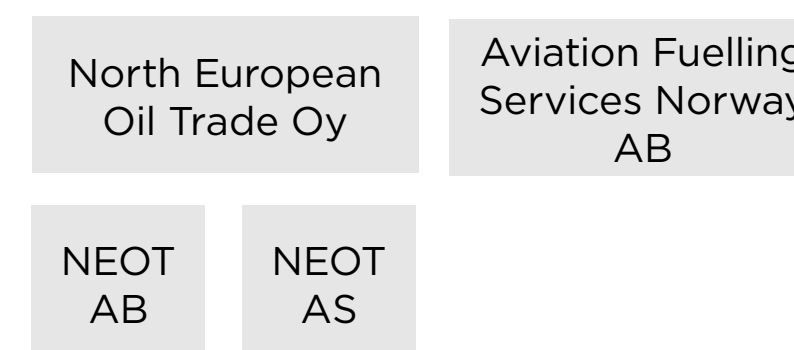 North European
Oil Trade Oy
Aviation Fuelling
Services Norway
AB
NEOT
AB
NEOT
AS